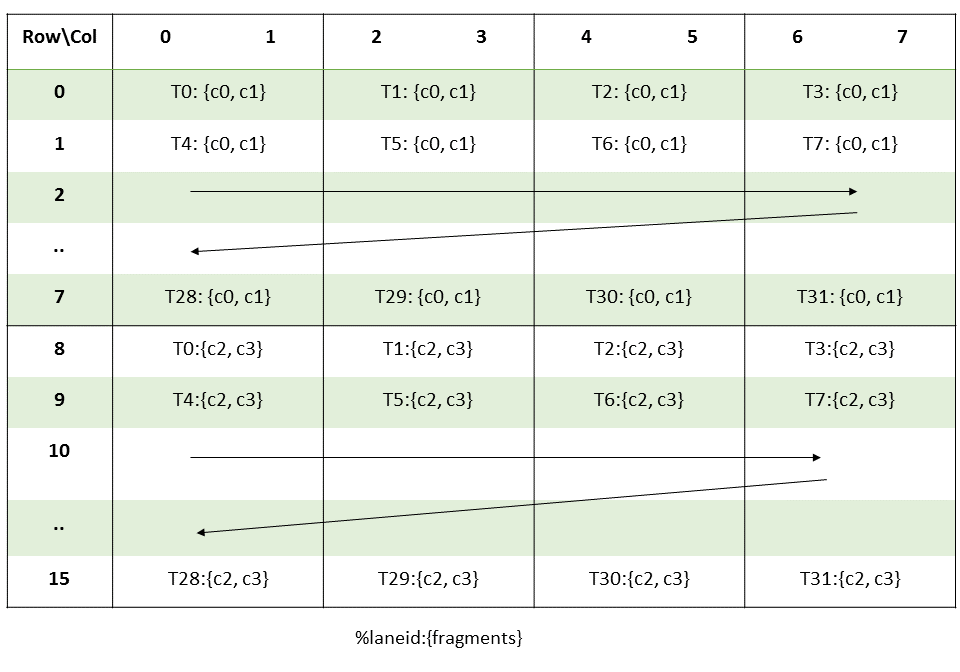 Row\Col 0 1 2 3 4 5 6 7
0 T0: {c0, c1} T1: {c0, c1} T2: {c0, c1} T3: {c0, c1}
1 T4: {c0, c1} T5: {c0, c1} T6: {c0, c1} T7: {c0, c1}
2
..
7 T28: {c0, c1} T29: {c0, c1} T30: {c0, c1} T31: {c0, c1}
8 T0:{c2, c3} T1:{c2, c3} T2:{c2, c3} T3:{c2, c3}
9 T4:{c2, c3} T5:{c2, c3} T6:{c2, c3} T7:{c2, c3}
10
..
15 T28:{c2, c3} T29:{c2, c3} T30:{c2, c3} T31:{c2, c3}
%laneid:{fragments}